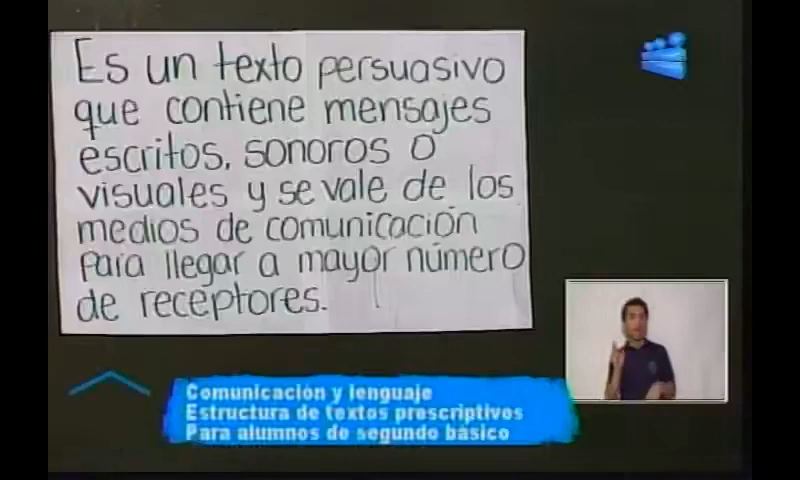 Es un texto persuasivo
que contiene mensajes
escritos, sonoros o
visuales y se vale de los
medios de comunicación
para llegar a mayor número
de receptores.
Comunicación y lenguaje
Estructura de textos prescriptivos
Para alumnos de segundo básico